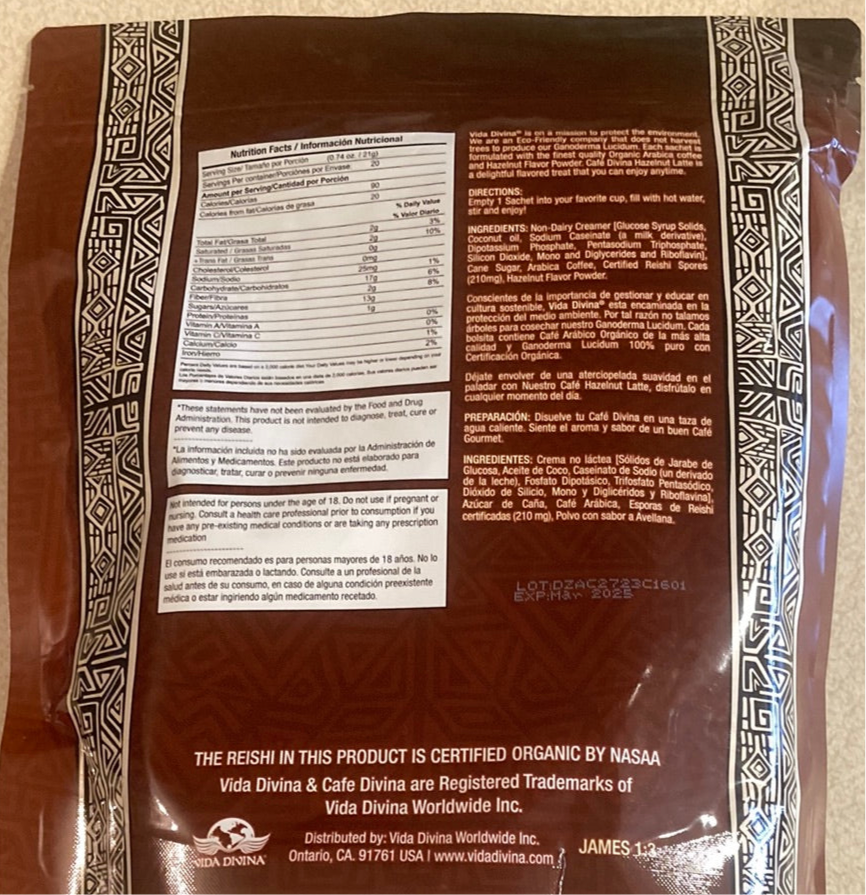 Nutrition Facts / Información Nutricional
Serving Size/ Tamaño por Porción (0.74 oz. / 21g)
Servings Per container/Porciones por Envase 20
Amount per Serving/Cantidad por Porción
Calories/Calorías 90
Calories from fat/Calorías de grasa 20
% Daily Value
% Valor Diario
Total Fat/Grasa Total 2g 3%
Saturated / Grasas Saturadas 2g 10%
+Trans Fat / Grasas Trans 0g
Cholesterol/Colesterol 0mg
Sodium/Sodio 25mg 1%
Carbohydrate/Carbohidratos 17g 6%
Fiber/Fibra 2g 8%
Sugars/Azúcares 13g
Protein/Proteinas 1g
Vitamin A/Vitamina A 0%
Vitamin C/Vitamina C 0%
Calcium/Calcio 1%
Iron/Hierro 2%
*These statements have not been evaluated by the Food and Drug
Administration. This product is not intended to diagnose, treat, cure or
prevent any disease.
*La información incluida no ha sido evaluada por la Administración de
Alimentos y Medicamentos. Este producto no está elaborado para
diagnosticar, tratar, curar o prevenir ninguna enfermedad.
Not intended for persons under the age of 18. Do not use if pregnant or
nursing. Consult a health care professional prior to consumption if you
have any pre-existing medical conditions or are taking any prescription
medication
El consumo recomendado es para personas mayores de 18 años. No lo
use si está embarazada o lactando. Consulte a un profesional de la
salud antes de su consumo, en caso de alguna condición preexistente
médica o estar ingiriendo algún medicamento recetado.
Vida Divina® is on a mission to protect the environment.
We are an Eco-Friendly company that does not harvest
trees to produce our Ganoderma Lucidum. Each sachet is
formulated with the finest quality Organic Arabica coffee
and Hazelnut Flavor Powder. Café Divina Hazelnut Latte is
a delightful flavored treat that you can enjoy anytime.
DIRECTIONS:
Empty 1 Sachet into your favorite cup, fill with hot water,
stir and enjoy!
INGREDIENTS: Non-Dairy Creamer [Glucose Syrup Solids,
Coconut oil, Sodium Caseinate (a milk derivative),
Dipotassium Phosphate, Pentasodium Triphosphate,
Silicon Dioxide, Mono and Diglycerides and Riboflavin],
Cane Sugar, Arabica Coffee, Certified Reishi Spores
(210mg), Hazelnut Flavor Powder.
Conscientes de la importancia de gestionar y educar en
cultura sostenible, Vida Divina® esta encaminada en la
protección del medio ambiente. Por tal razón no talamos
árboles para cosechar nuestro Ganoderma Lucidum. Cada
bolsita contiene Café Arábico Orgánico de la más alta
calidad y Ganoderma Lucidum 100% puro con
Certificación Orgánica.
Déjate envolver de una aterciopelada suavidad en el
paladar con Nuestro Café Hazelnut Latte, disfrútalo en
cualquier momento del día.
PREPARACIÓN: Disuelve tu Café Divina en una taza de
agua caliente. Siente el aroma y sabor de un buen Café
Gourmet.
INGREDIENTES: Crema no láctea [Sólidos de Jarabe de
Glucosa, Aceite de Coco, Caseinato de Sodio (un derivado
de la leche), Fosfato Dipotásico, Trifosfato Pentasódico,
Dióxido de Silicio, Mono y Diglicéridos y Riboflavina],
Azúcar de Caña, Café Arábica, Esporas de Reishi
certificadas (210 mg), Polvo con sabor a Avellana.
LOT:DZAC2723C1601
EXP:Mar 2025
THE REISHI IN THIS PRODUCT IS CERTIFIED ORGANIC BY NASAA
Vida Divina & Cafe Divina are Registered Trademarks of
Vida Divina Worldwide Inc.
VIDA DIVINA
Distributed by: Vida Divina Worldwide Inc.
Ontario, CA. 91761 USA | www.vidadivina.com
JAMES 1:3